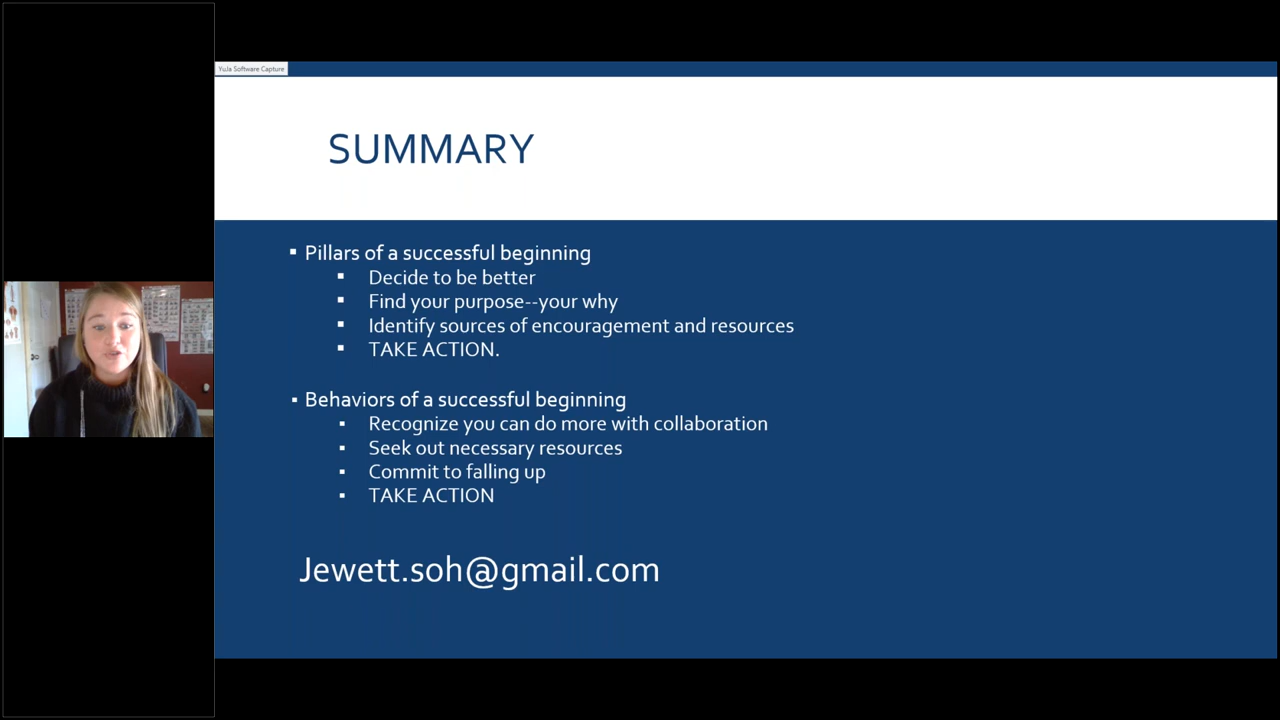 YuJa Software Capture
SUMMARY
▪ Pillars of a successful beginning
▪ Decide to be better
▪ Find your purpose--your why
▪ Identify sources of encouragement and resources
▪ TAKE ACTION.
▪ Behaviors of a successful beginning
▪ Recognize you can do more with collaboration
▪ Seek out necessary resources
▪ Commit to falling up
▪ TAKE ACTION
Jewett.soh@gmail.com